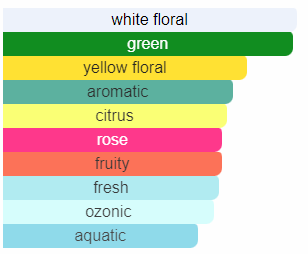 white floral
green
yellow floral
aromatic
citrus
rose
fruity
fresh
ozonic
aquatic